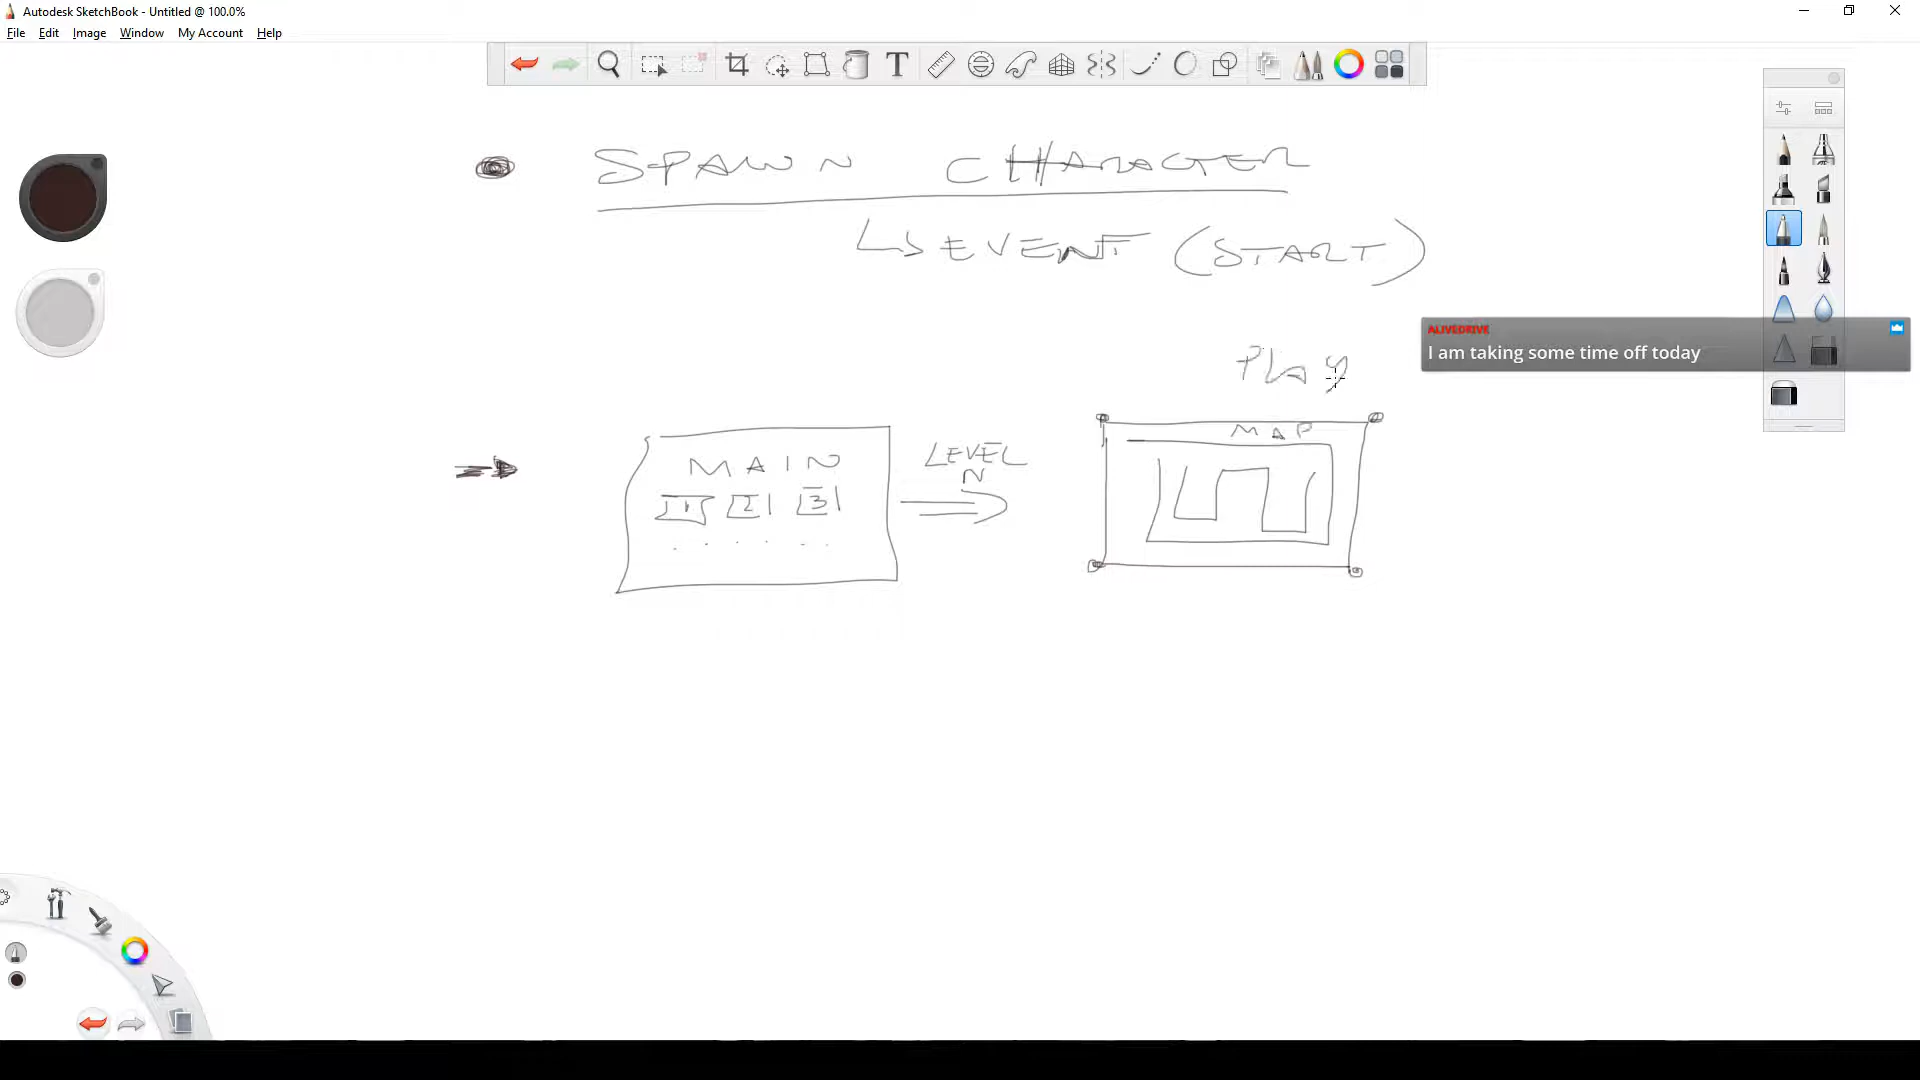 Autodesk SketchBook - Untitled @ 100.0%
File Edit Image Window My Account Help
T
SPAWN CHARACTER
EVENT (START)
ALIVEDRIVE
I am taking some time off today
PLAY
MAP
MAIN
LEVEL
N
1 2 3